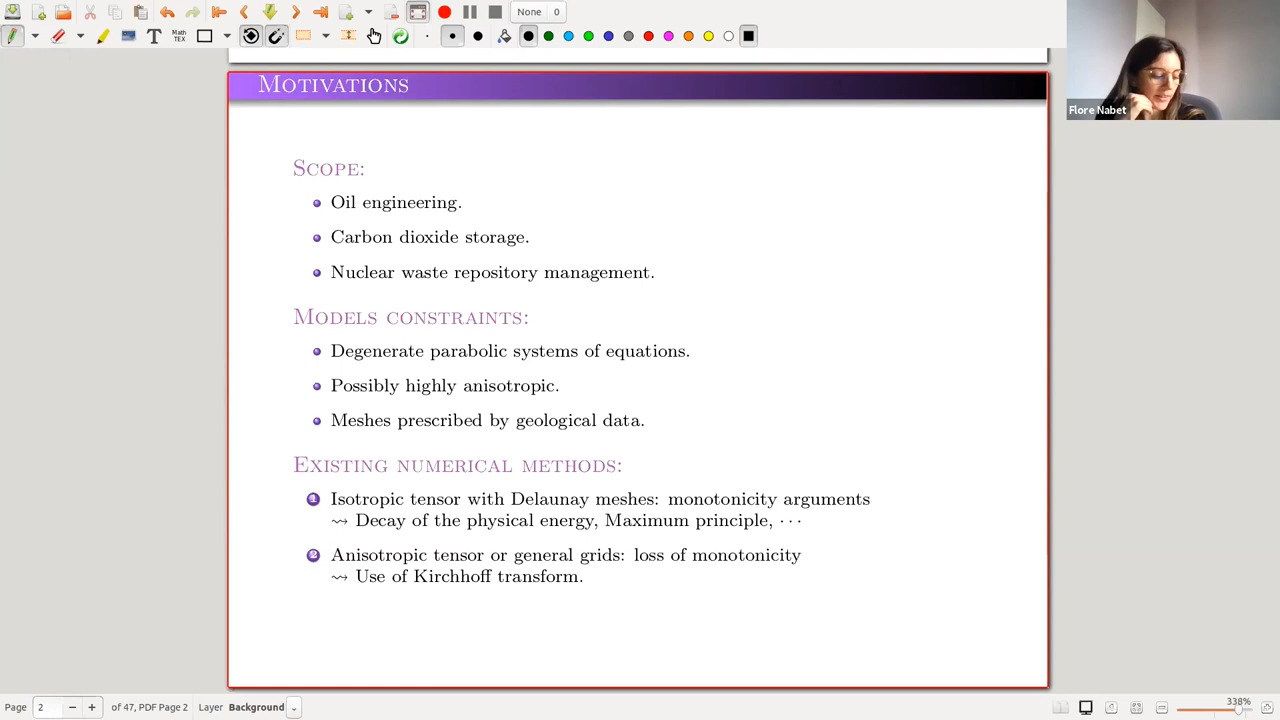 None 0
Math
TEX
T
Flore Nabet
MOTIVATIONS
SCOPE:
Oil engineering.
Carbon dioxide storage.
Nuclear waste repository management.
MODELS CONSTRAINTS:
Degenerate parabolic systems of equations.
Possibly highly anisotropic.
Meshes prescribed by geological data.
EXISTING NUMERICAL METHODS:
1 Isotropic tensor with Delaunay meshes: monotonicity arguments
⇝ Decay of the physical energy, Maximum principle, ···
2 Anisotropic tensor or general grids: loss of monotonicity
⇝ Use of Kirchhoff transform.
Page 2 − + of 47, PDF Page 2 Layer Background
338%